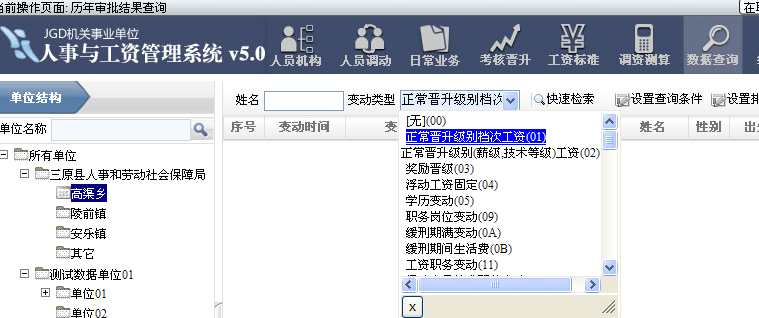 当前操作页面: 历年审批结果查询
JGD机关事业单位
人事与工资管理系统 v5.0
人员机构 人员调动 日常业务 考核晋升 工资标准 调资测算 数据查询
单位结构
姓名 变动类型 正常晋升级别档次 快速检索 设置查询条件
单位名称
序号 变动时间 姓名 性别
[无](00)
正常晋升级别档次工资(01)
正常晋升级别(薪级,技术等级)工资(02)
奖励晋级(03)
浮动工资固定(04)
学历变动(05)
职务岗位变动(09)
缓刑期满变动(0A)
缓刑期间生活费(0B)
工资职务变动(11)
x
所有单位
三原县人事和劳动社会保障局
高渠乡
陵前镇
安乐镇
其它
测试数据单位01
单位01
单位02